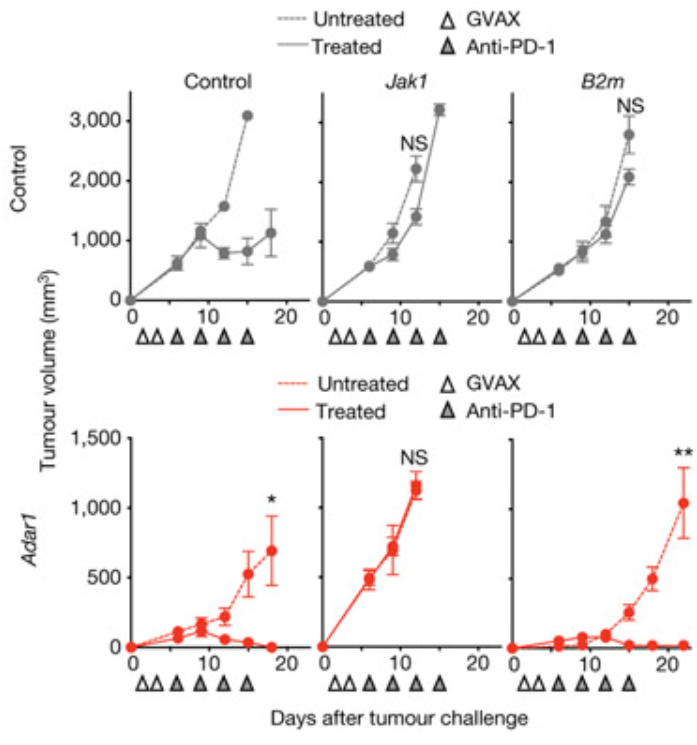 Untreated GVAX
Treated Anti-PD-1
Control Jak1 B2m
Control
Tumour volume (mm³)
3,000
2,000
1,000
0
NS
NS
0 10 20 0 10 20 0 10 20
Untreated GVAX
Treated Anti-PD-1
Adar1
1,500
1,000
500
0
*
NS
**
0 10 20 0 10 20 0 10 20
Days after tumour challenge